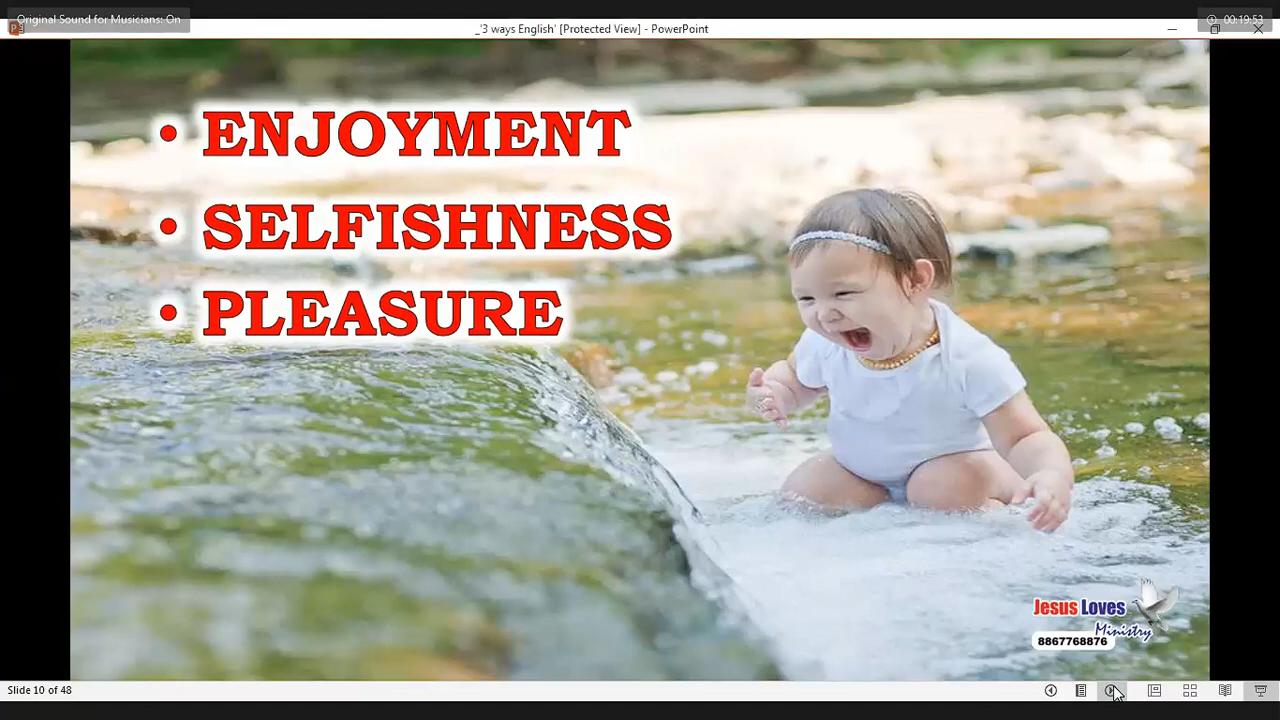 Original Sound for Musicians: On
00:19:53
_'3 ways English' [Protected View] - PowerPoint
• ENJOYMENT
• SELFISHNESS
• PLEASURE
Jesus Loves
Ministry
8867768876
Slide 10 of 48